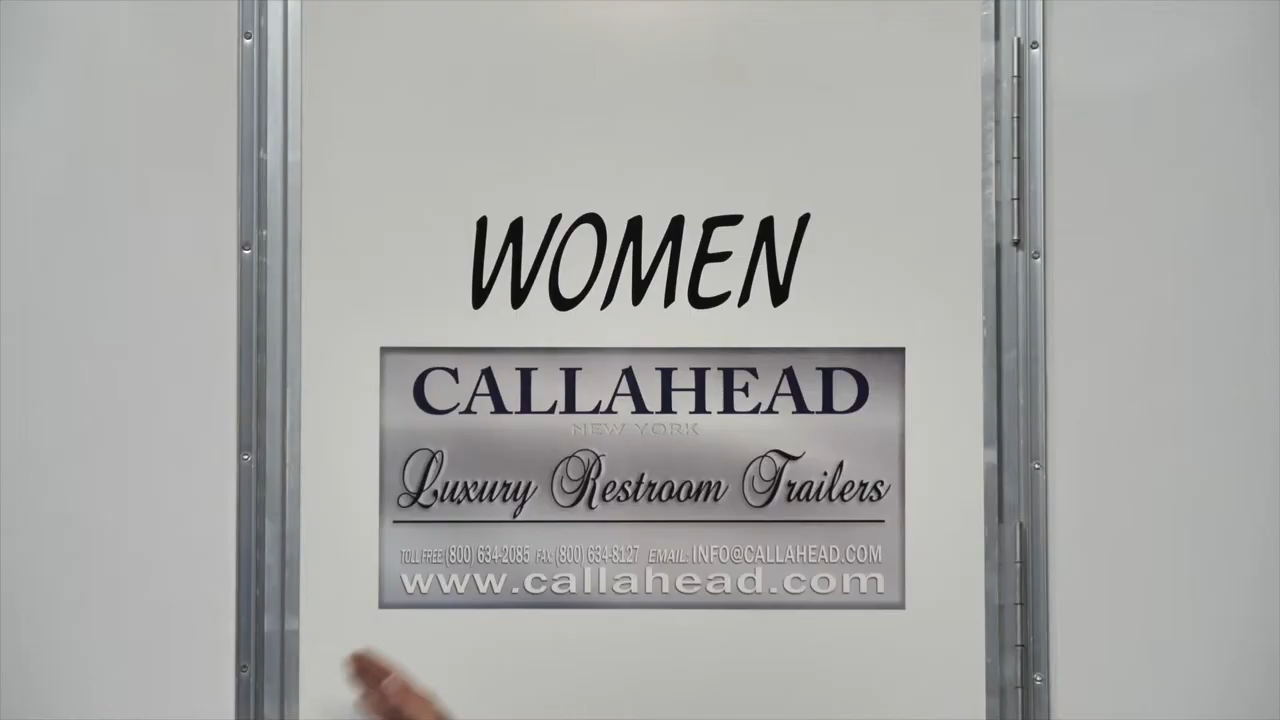 WOMEN
CALLAHEAD
NEW YORK
Luxury Restroom Trailers
TOLL FREE (800) 634-2085 FAX (800) 634-8127 EMAIL: INFO@CALLAHEAD.COM
www.callahead.com